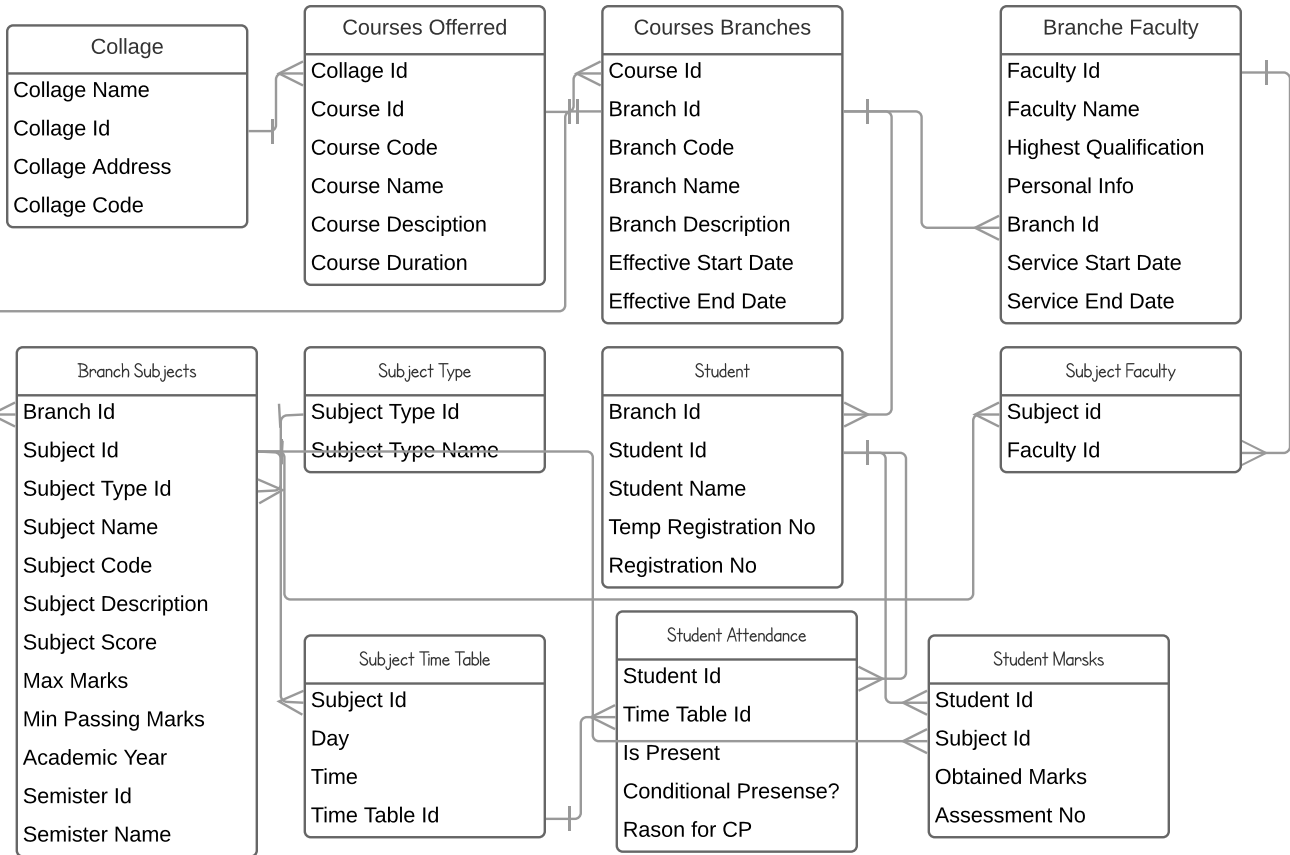 Collage
Collage Name
Collage Id
Collage Address
Collage Code
Courses Offerred
Collage Id
Course Id
Course Code
Course Name
Course Desciption
Course Duration
Courses Branches
Course Id
Branch Id
Branch Code
Branch Name
Branch Description
Effective Start Date
Effective End Date
Branche Faculty
Faculty Id
Faculty Name
Highest Qualification
Personal Info
Branch Id
Service Start Date
Service End Date
Branch Subjects
Branch Id
Subject Id
Subject Type Id
Subject Name
Subject Code
Subject Description
Subject Score
Max Marks
Min Passing Marks
Academic Year
Semister Id
Semister Name
Subject Type
Subject Type Id
Subject Type Name
Student
Branch Id
Student Id
Student Name
Temp Registration No
Registration No
Subject Faculty
Subject id
Faculty Id
Subject Time Table
Subject Id
Day
Time
Time Table Id
Student Attendance
Student Id
Time Table Id
Is Present
Conditional Presense?
Rason for CP
Student Marsks
Student Id
Subject Id
Obtained Marks
Assessment No